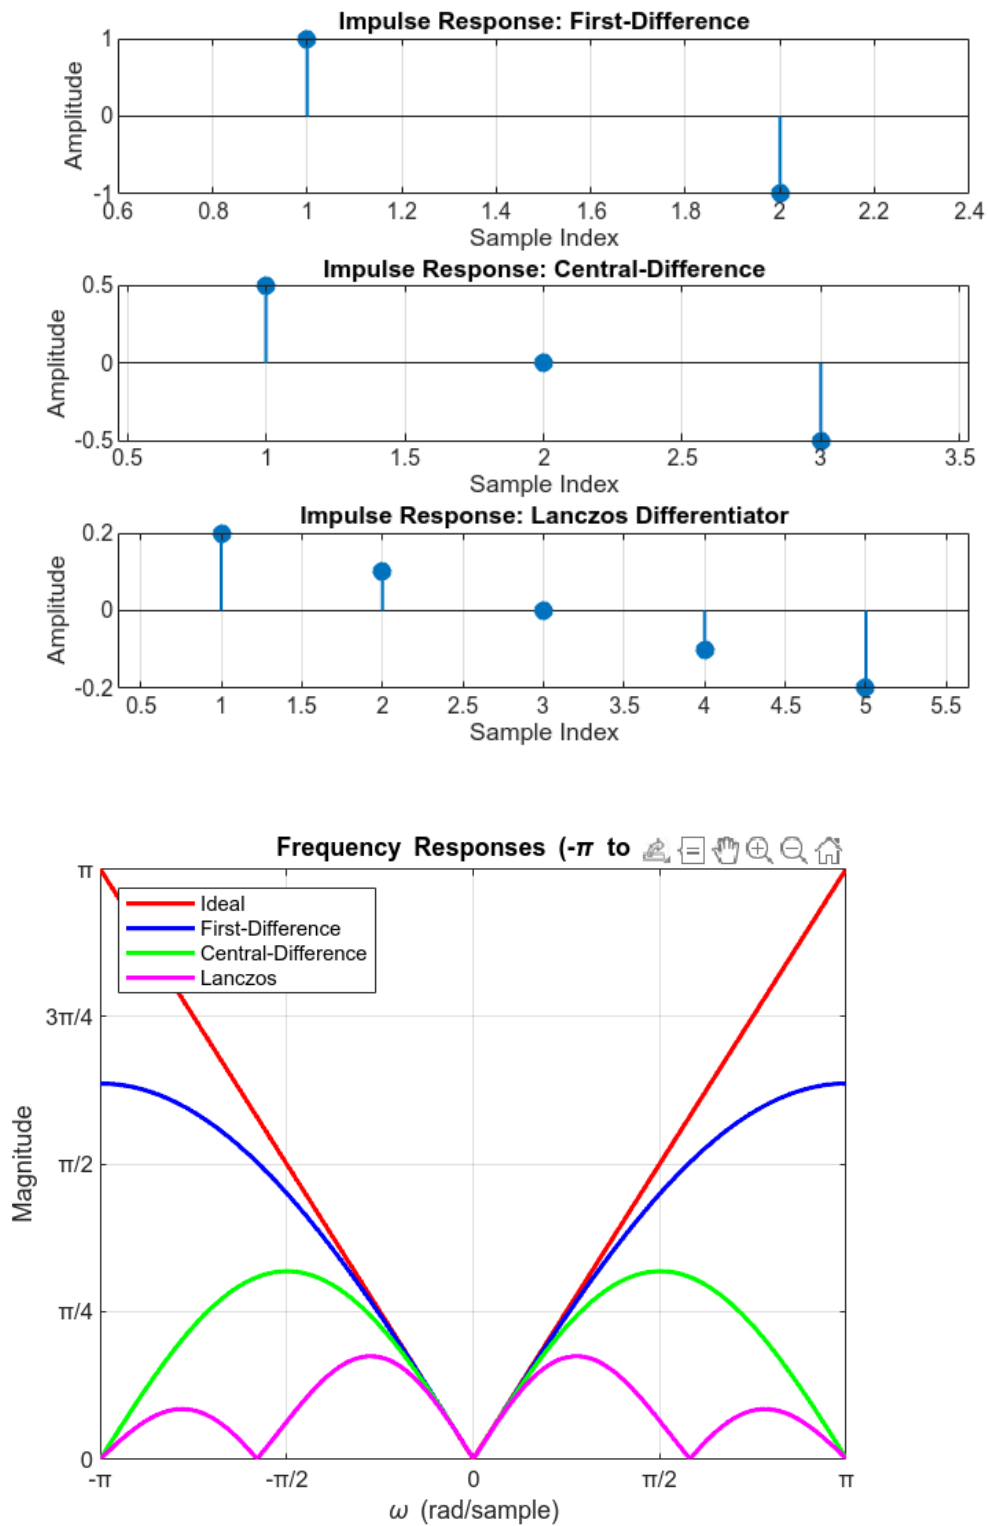 Impulse Response: First-Difference
1
0
-1
Amplitude
0.6 0.8 1 1.2 1.4 1.6 1.8 2 2.2 2.4
Sample Index
Impulse Response: Central-Difference
0.5
0
-0.5
Amplitude
0.5 1 1.5 2 2.5 3 3.5
Sample Index
Impulse Response: Lanczos Differentiator
0.2
0
-0.2
Amplitude
0.5 1 1.5 2 2.5 3 3.5 4 4.5 5 5.5
Sample Index
Frequency Responses (-π to
π
3π/4
π/2
π/4
0
Magnitude
Ideal
First-Difference
Central-Difference
Lanczos
-π -π/2 0 π/2 π
ω (rad/sample)